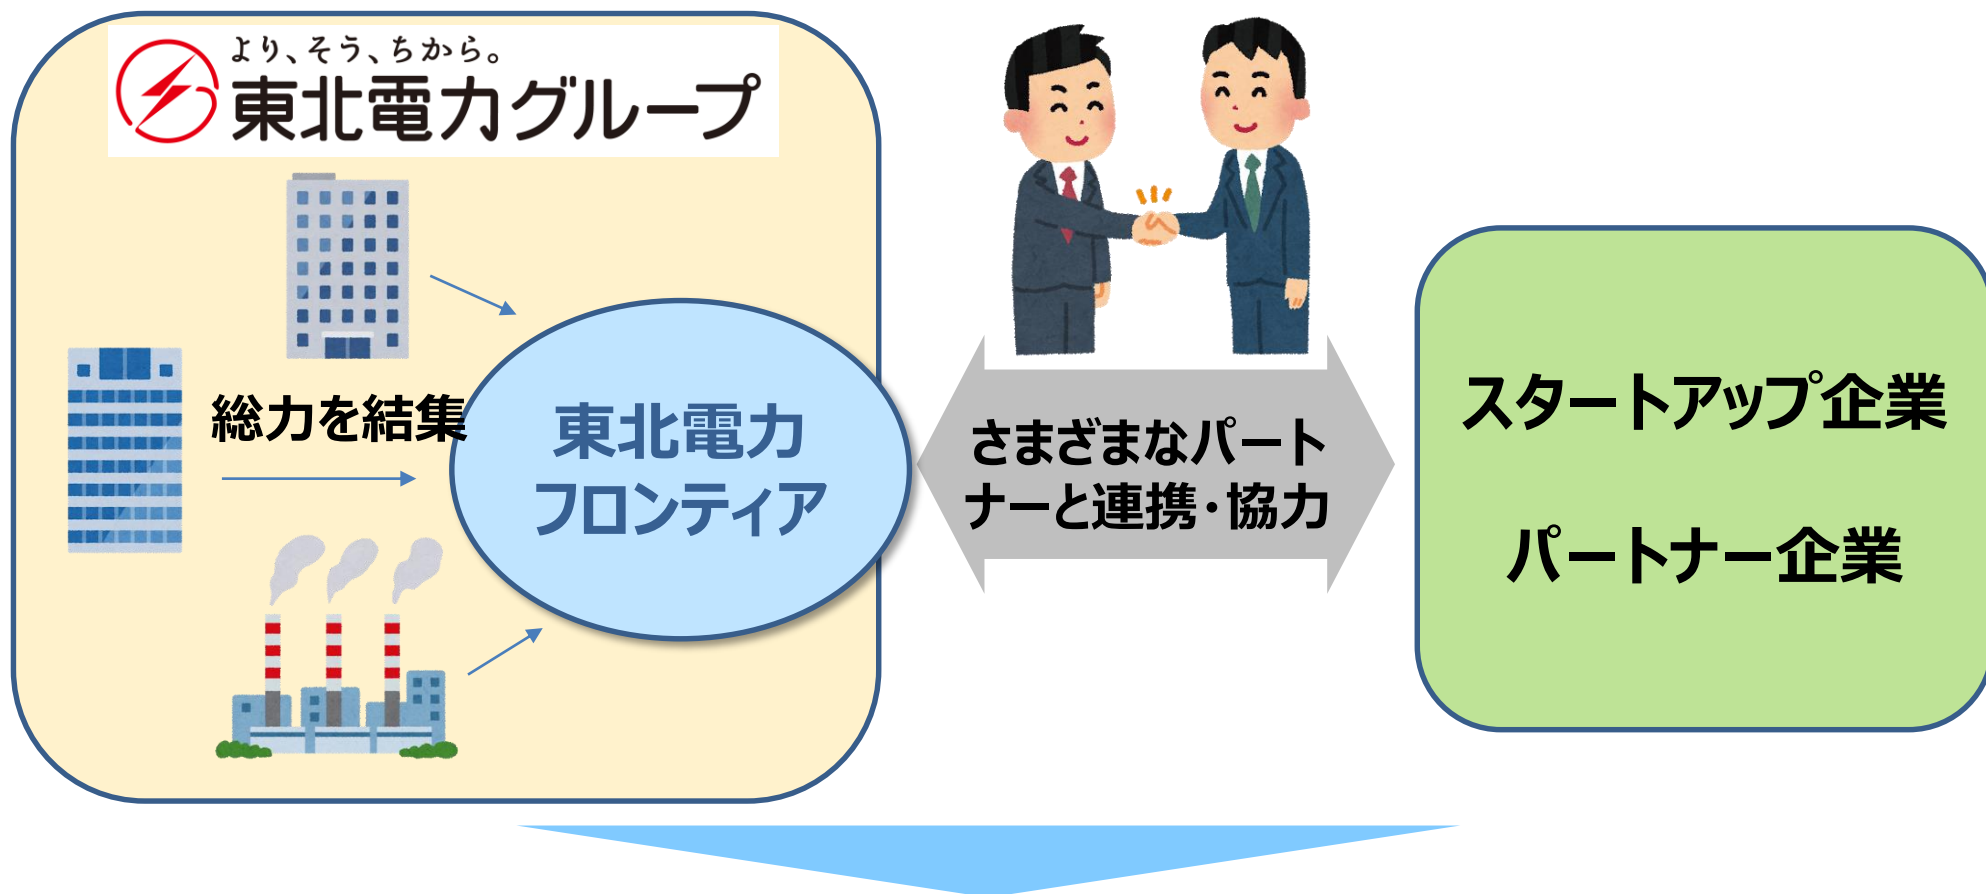 より、そう、ちから。
東北電力グループ
総力を結集
東北電力
フロンティア
さまざまなパート
ナーと連携・協力
スタートアップ企業
パートナー企業